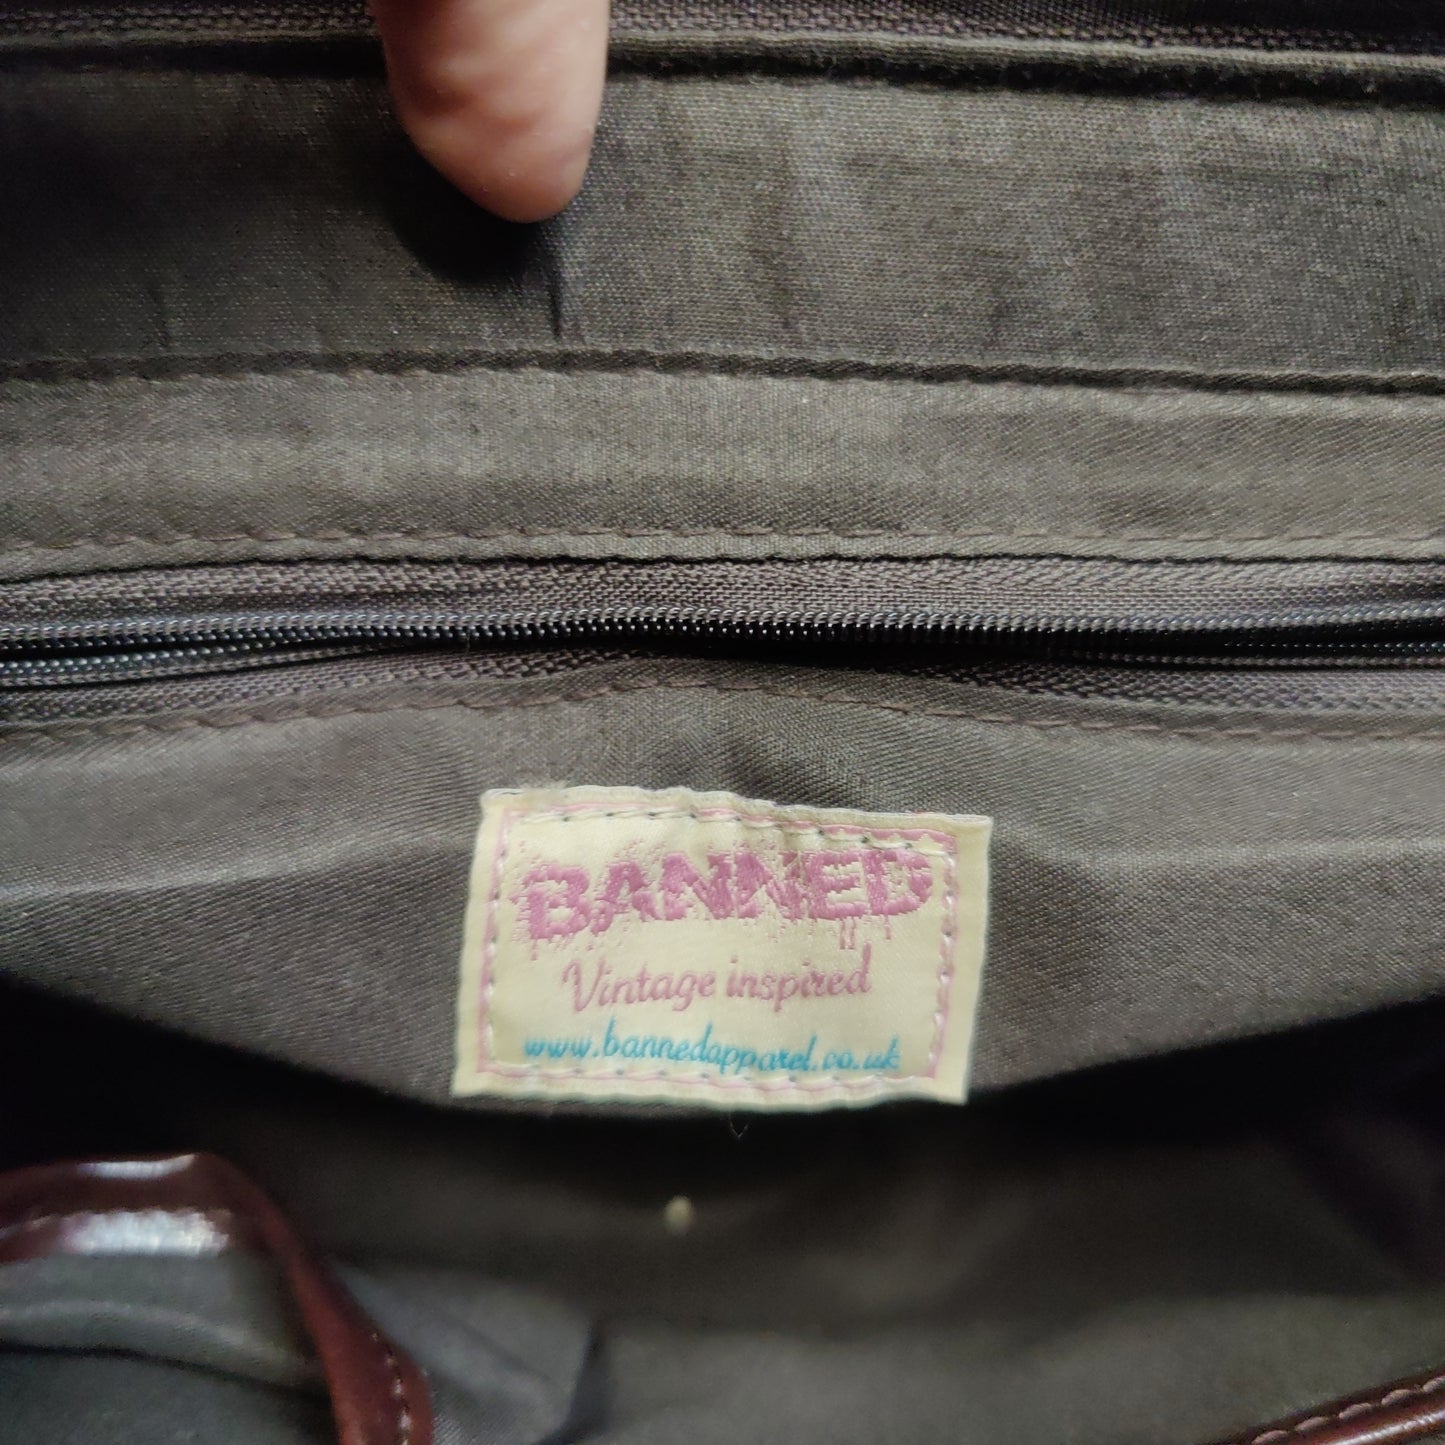 BANNED
Vintage inspired
www.bannedapparel.co.uk